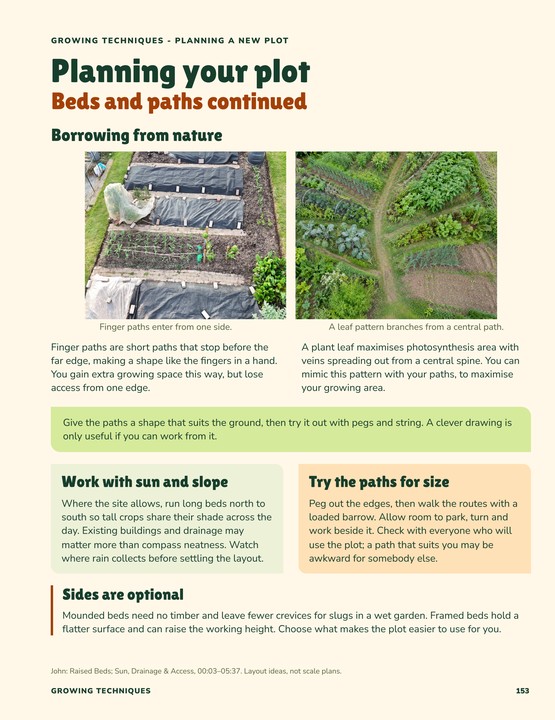 GROWING TECHNIQUES - PLANNING A NEW PLOT
Planning your plot
Beds and paths continued
Borrowing from nature
Finger paths enter from one side.
A leaf pattern branches from a central path.
Finger paths are short paths that stop before the
far edge, making a shape like the fingers in a hand.
You gain extra growing space this way, but lose
access from one edge.
A plant leaf maximises photosynthesis area with
veins spreading out from a central spine. You can
mimic this pattern with your paths, to maximise
your growing area.
Give the paths a shape that suits the ground, then try it out with pegs and string. A clever drawing is
only useful if you can work from it.
Work with sun and slope
Where the site allows, run long beds north to
south so tall crops share their shade across the
day. Existing buildings and drainage may
matter more than compass neatness. Watch
where rain collects before settling the layout.
Try the paths for size
Peg out the edges, then walk the routes with a
loaded barrow. Allow room to park, turn and
work beside it. Check with everyone who will
use the plot; a path that suits you may be
awkward for somebody else.
Sides are optional
Mounded beds need no timber and leave fewer crevices for slugs in a wet garden. Framed beds hold a
flatter surface and can raise the working height. Choose what makes the plot easier to use for you.
John: Raised Beds; Sun, Drainage & Access, 00:03–05:37. Layout ideas, not scale plans.
GROWING TECHNIQUES
153